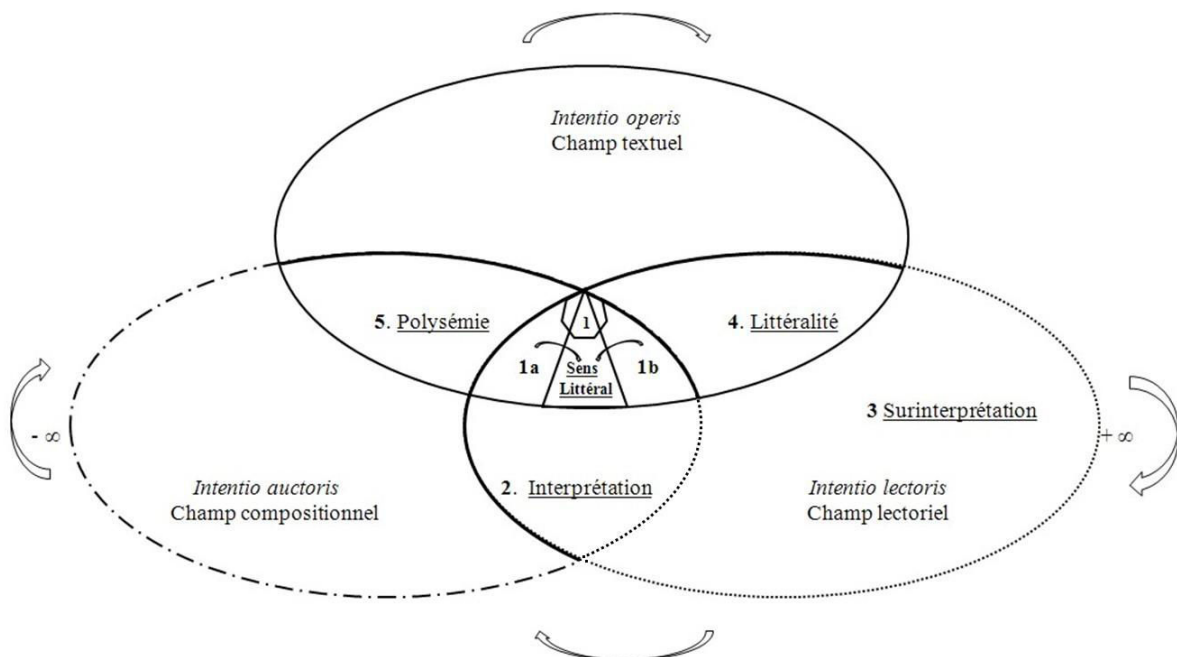 Intentio operis
Champ textuel
5. Polysémie
1
4. Littéralité
1a
Sens
Littéral
1b
3 Surinterprétation
- ∞
+ ∞
Intentio auctoris
Champ compositionnel
2. Interprétation
Intentio lectoris
Champ lectoriel